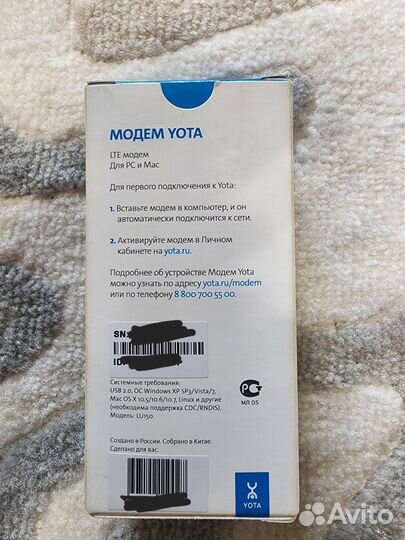 МОДЕМ YOTA
LTE модем
Для PC и Mac
Для первого подключения к Yota:
1. Вставьте модем в компьютер, и он
автоматически подключится к сети.
2. Активируйте модем в Личном
кабинете на yota.ru.
Подробнее об устройстве Модем Yota
можно узнать по адресу yota.ru/modem
или по телефону 8 800 700 55 00.
SN:
ID:
Системные требования:
USB 2.0, ОС Windows XP SP3/Vista/7,
Mac OS X 10.5/10.6/10.7, Linux и другие
(необходима поддержка CDC/RNDIS).
Модель: LU150.
МЛ 05
Создано в России. Собрано в Китае.
Сделано для вас.
YOTA
Avito